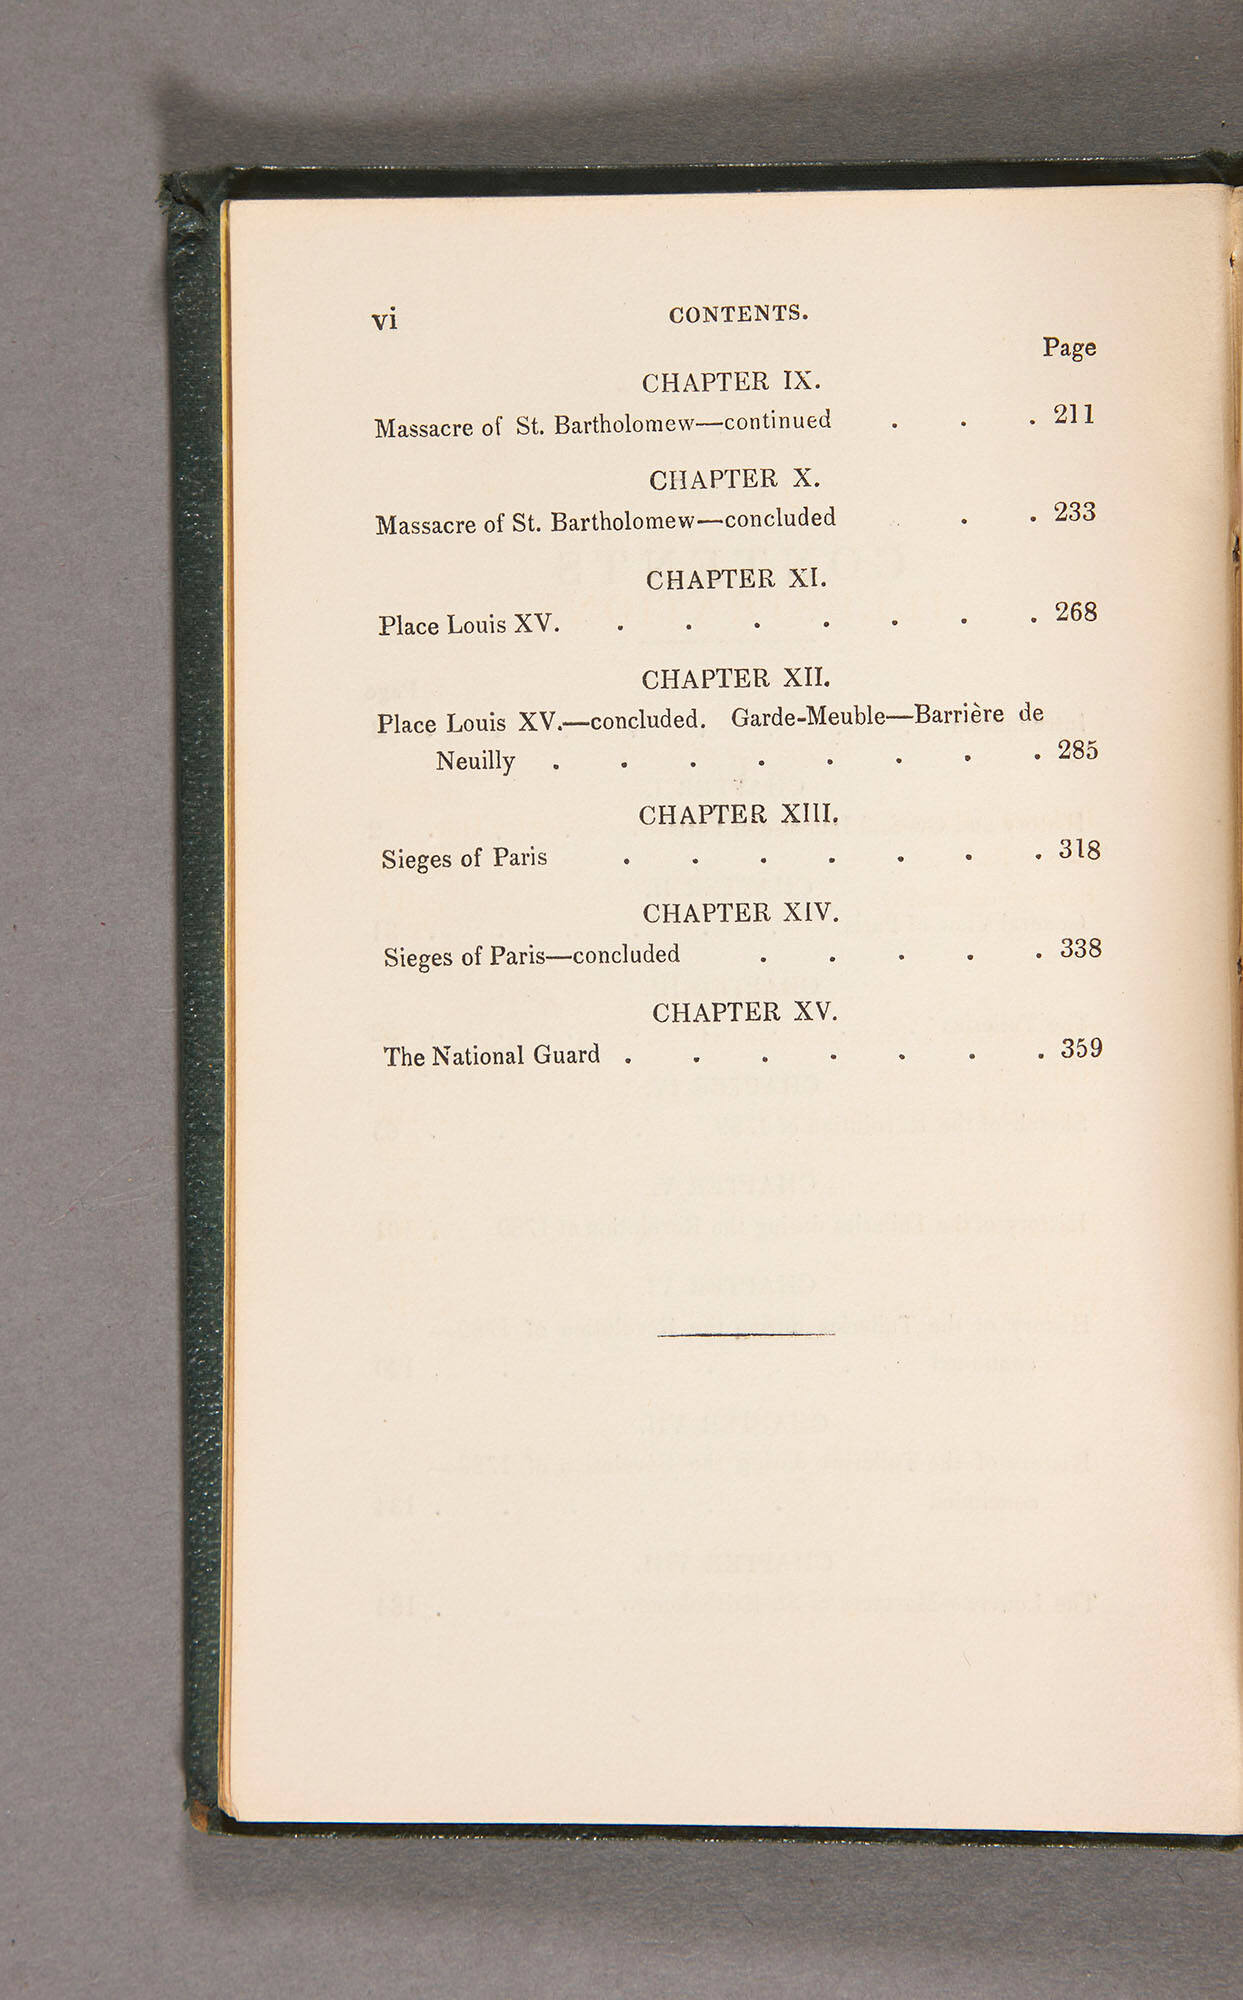 vi CONTENTS.
Page
CHAPTER IX.
Massacre of St. Bartholomew—continued . . . 211
CHAPTER X.
Massacre of St. Bartholomew—concluded . . 233
CHAPTER XI.
Place Louis XV. . . . . . . . 268
CHAPTER XII.
Place Louis XV.—concluded. Garde-Meuble—Barrière de
Neuilly . . . . . . . . 285
CHAPTER XIII.
Sieges of Paris . . . . . . . 318
CHAPTER XIV.
Sieges of Paris—concluded . . . . . 338
CHAPTER XV.
The National Guard . . . . . . . 359